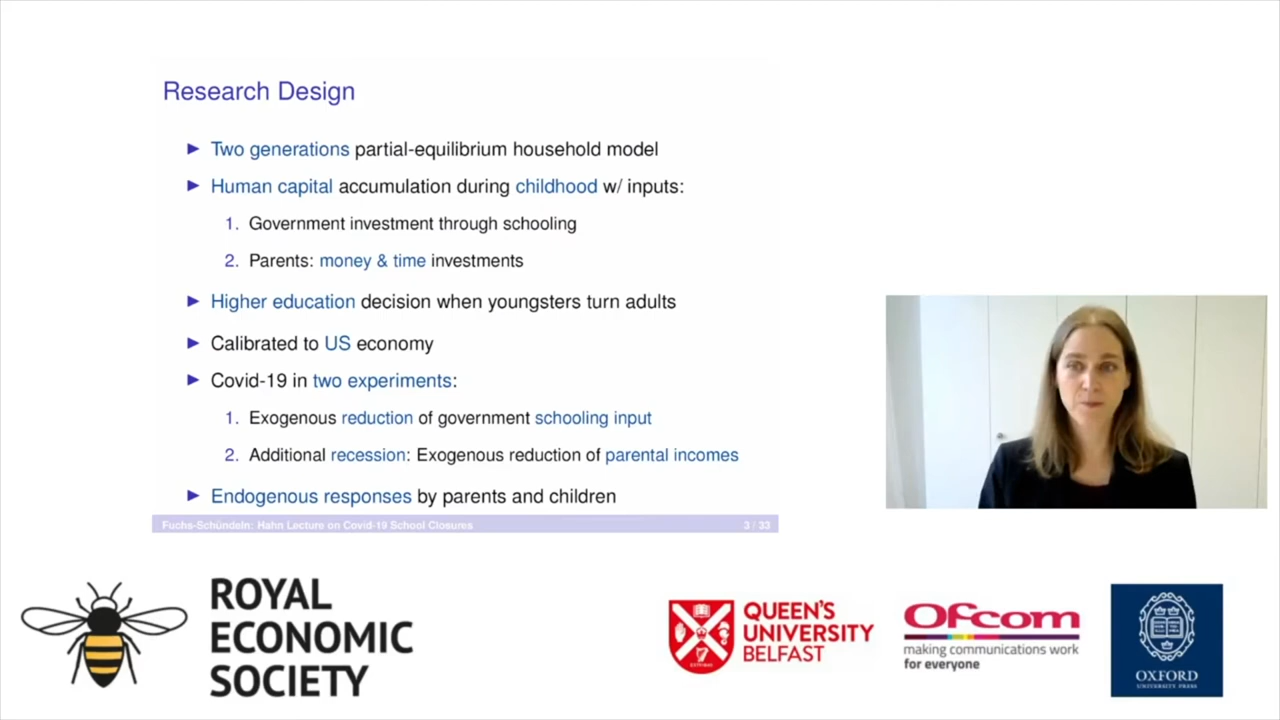 Research Design
▶ Two generations partial-equilibrium household model
▶ Human capital accumulation during childhood w/ inputs:
1. Government investment through schooling
2. Parents: money & time investments
▶ Higher education decision when youngsters turn adults
▶ Calibrated to US economy
▶ Covid-19 in two experiments:
1. Exogenous reduction of government schooling input
2. Additional recession: Exogenous reduction of parental incomes
▶ Endogenous responses by parents and children
Fuchs-Schündeln: Hahn Lecture on Covid-19 School Closures 3 / 33
ROYAL
ECONOMIC
SOCIETY
QUEEN'S
UNIVERSITY
BELFAST
Ofcom
making communications work
for everyone
OXFORD
UNIVERSITY PRESS